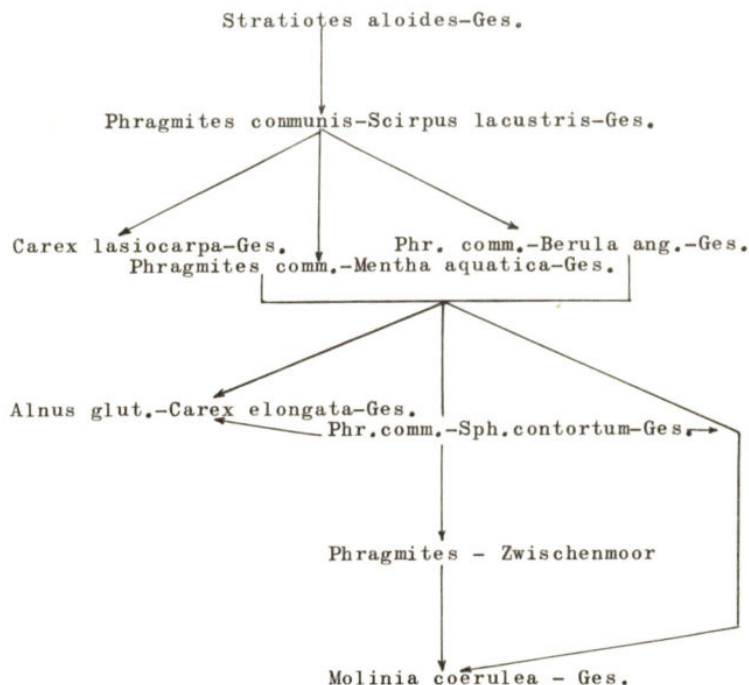 Stratiotes aloides-Ges.
Phragmites communis-Scirpus lacustris-Ges.
Carex lasiocarpa-Ges.
Phr. comm.-Berula ang.-Ges.
Phragmites comm.-Mentha aquatica-Ges.
Alnus glut.-Carex elongata-Ges.
Phr.comm.-Sph.contortum-Ges.
Phragmites - Zwischenmoor
Molinia coerulea - Ges.